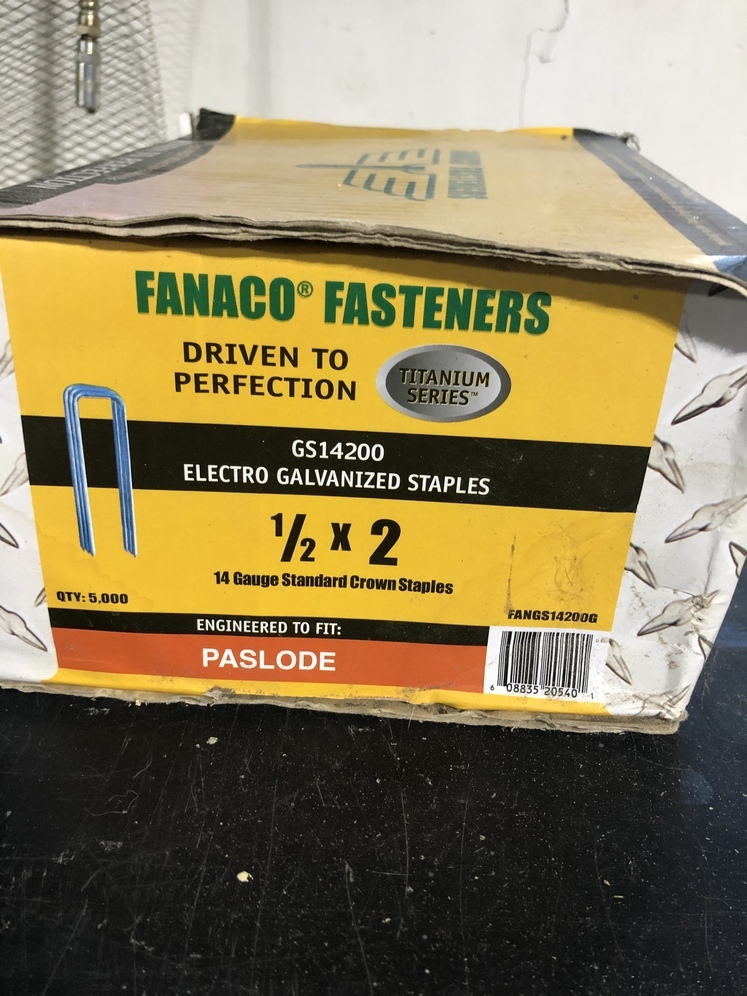 FANACO® FASTENERS
DRIVEN TO
PERFECTION
TITANIUM
SERIES™
GS14200
ELECTRO GALVANIZED STAPLES
1/2 x 2
14 Gauge Standard Crown Staples
QTY: 5,000
FANGS14200G
ENGINEERED TO FIT:
PASLODE
6 08835 20540 1